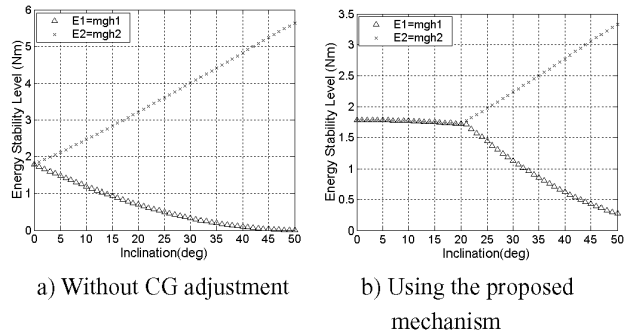 E1=mgh1
E2=mgh2
Energy Stability Level (Nm)
6
5
4
3
2
1
0
0 5 10 15 20 25 30 35 40 45 50
Inclination(deg)
a) Without CG adjustment
E1=mgh1
E2=mgh2
Energy Stability Level (Nm)
3.5
3
2.5
2
1.5
1
0.5
0
0 5 10 15 20 25 30 35 40 45 50
Inclination(deg)
b) Using the proposed
mechanism